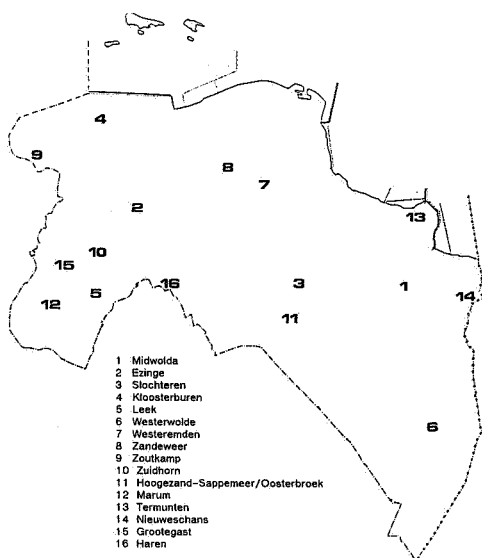 4
9
8
7
2
13
10
15
16
3
1
14
5
12
11
6
1 Midwolda
2 Ezinge
3 Slochteren
4 Kloosterburen
5 Leek
6 Westerwolde
7 Westeremden
8 Zandeweer
9 Zoutkamp
10 Zuidhorn
11 Hoogezand-Sappemeer/Oosterbroek
12 Marum
13 Termunten
14 Nieuweschans
15 Grootegast
16 Haren